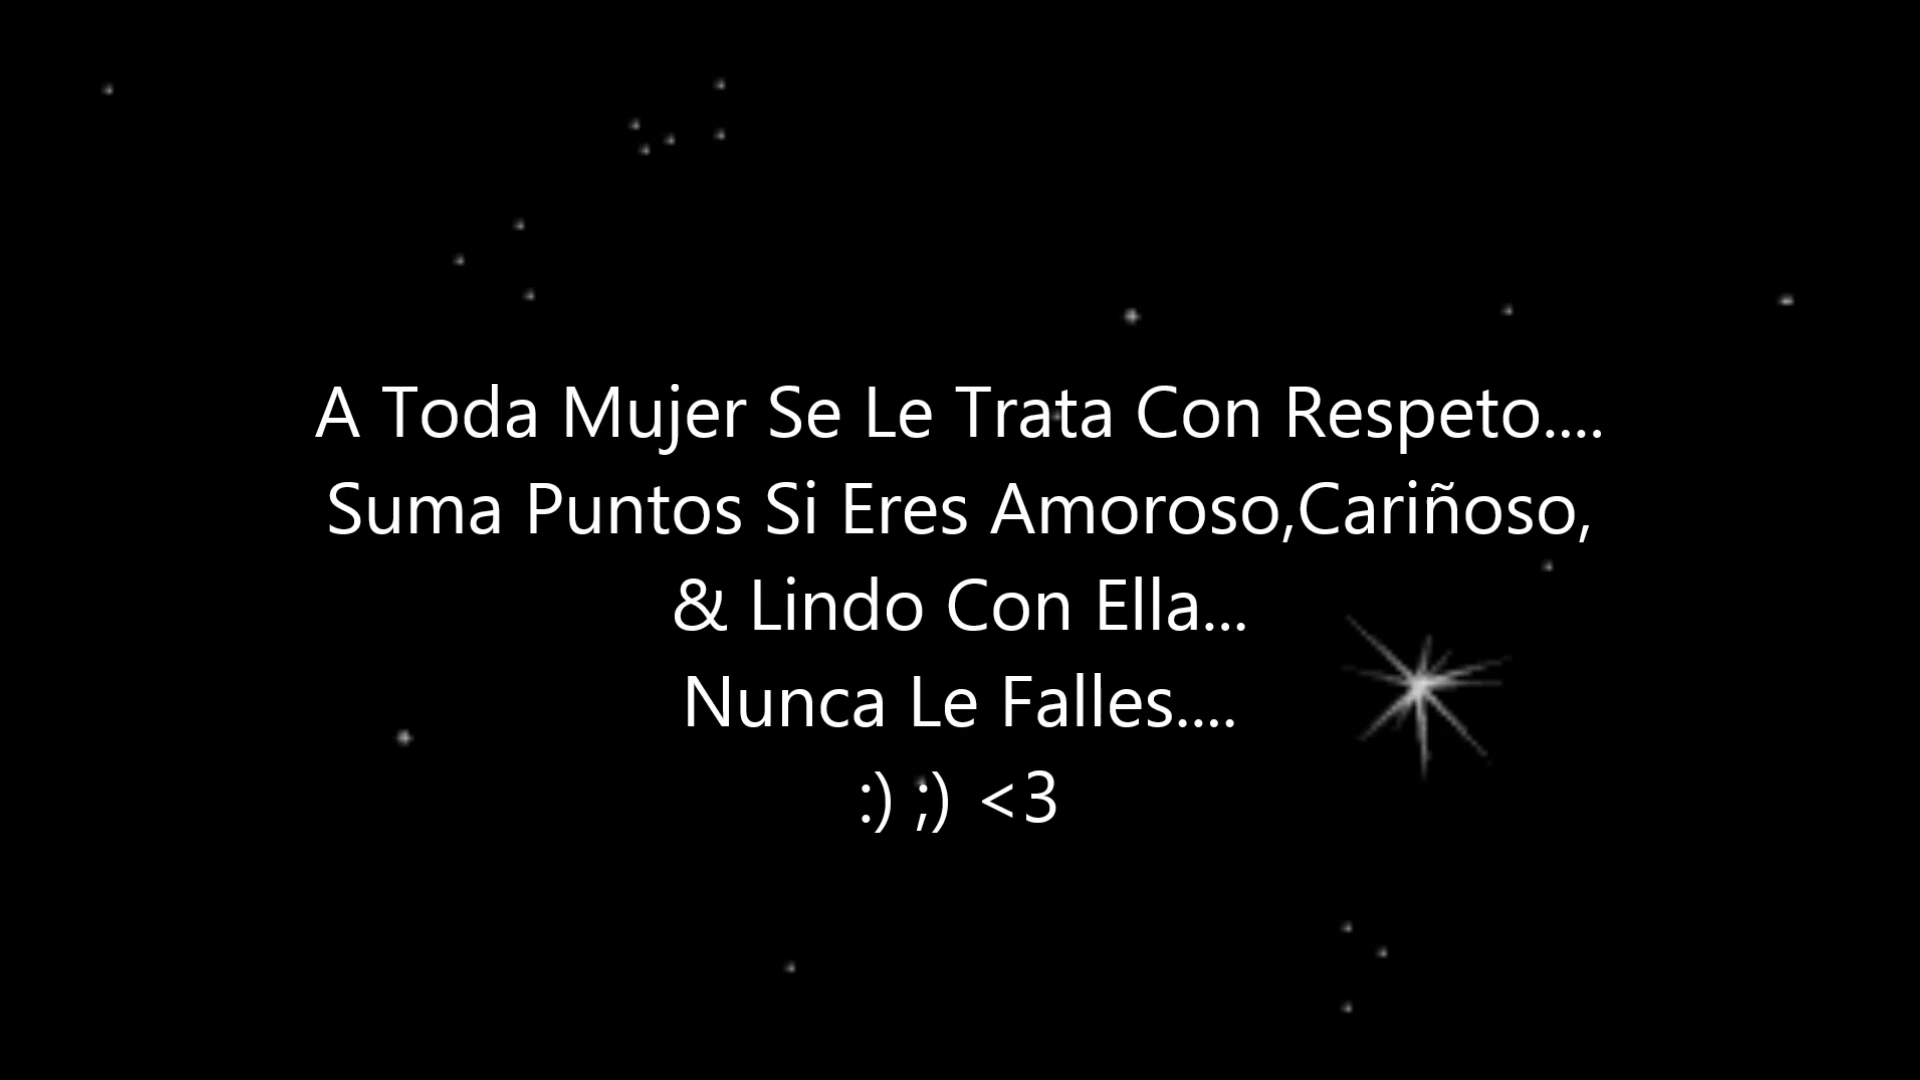 A Toda Mujer Se Le Trata Con Respeto....
Suma Puntos Si Eres Amoroso,Cariñoso,
& Lindo Con Ella...
Nunca Le Falles....
:) ;) <3